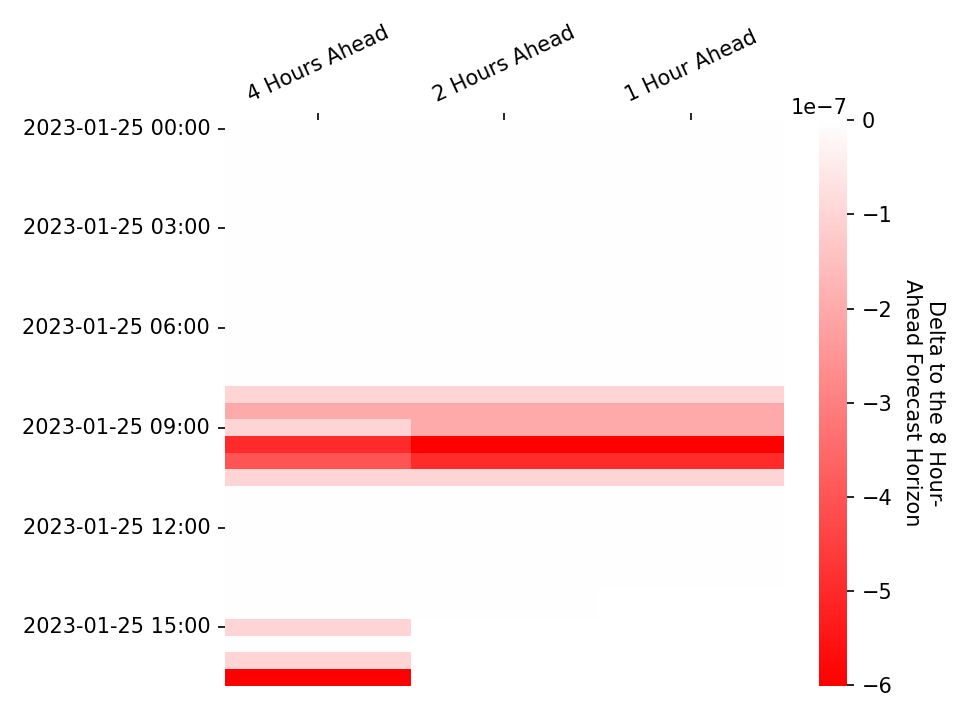 4 Hours Ahead
2 Hours Ahead
1 Hour Ahead
1e−7
2023-01-25 00:00
2023-01-25 03:00
2023-01-25 06:00
2023-01-25 09:00
2023-01-25 12:00
2023-01-25 15:00
0
−1
−2
−3
−4
−5
−6
Delta to the 8 Hour-
Ahead Forecast Horizon